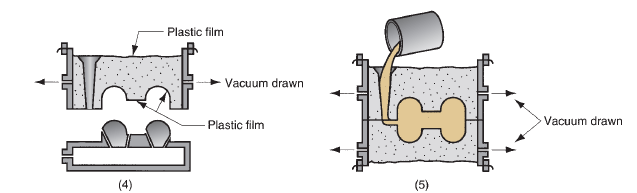 Plastic film
Vacuum drawn
Plastic film
Vacuum drawn
(4)
(5)